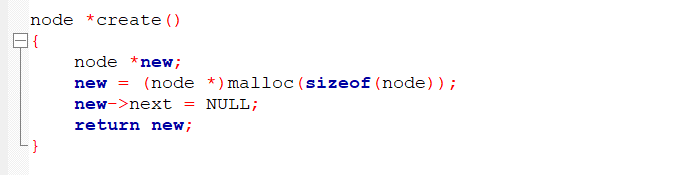 node *create()
{
node *new;
new = (node *)malloc(sizeof(node));
new->next = NULL;
return new;
}